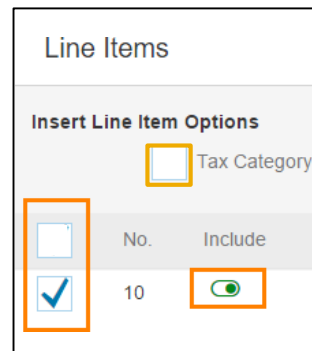 Line Items
Insert Line Item Options
Tax Category
No. Include
10